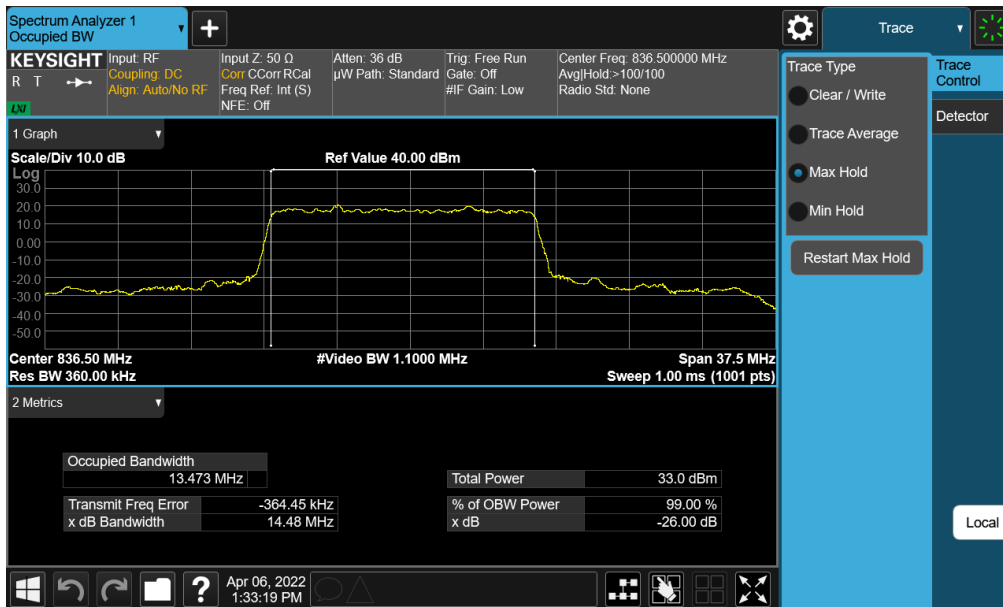 Spectrum Analyzer 1
Occupied BW
Trace
KEYSIGHT
R T
LXI
Input: RF
Coupling: DC
Align: Auto/No RF
Input Z: 50 Ω
Corr CCorr RCal
Freq Ref: Int (S)
NFE: Off
Atten: 36 dB
µW Path: Standard
Trig: Free Run
Gate: Off
#IF Gain: Low
Center Freq: 836.500000 MHz
Avg|Hold:>100/100
Radio Std: None
Trace Type
Clear / Write
Trace Average
Max Hold
Min Hold
Restart Max Hold
Trace
Control
Detector
Local
1 Graph
Scale/Div 10.0 dB
Ref Value 40.00 dBm
Log
30.0
20.0
10.0
0.00
-10.0
-20.0
-30.0
-40.0
-50.0
Center 836.50 MHz
#Video BW 1.1000 MHz
Span 37.5 MHz
Res BW 360.00 kHz
Sweep 1.00 ms (1001 pts)
2 Metrics
Occupied Bandwidth
13.473 MHz
Total Power 33.0 dBm
Transmit Freq Error -364.45 kHz
% of OBW Power 99.00 %
x dB Bandwidth 14.48 MHz
x dB -26.00 dB
?
Apr 06, 2022
1:33:19 PM